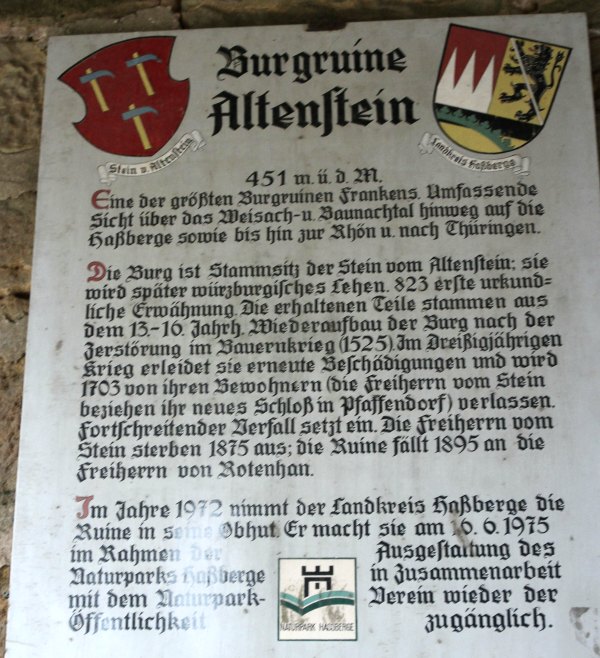 Burgruine
Altenstein
Stein v. Altenstein
Landkreis Haßberge
451 m. ü. d. M.
Eine der größten Burgruinen Frankens. Umfassende
Sicht über das Weisach- u. Baunachtal hinweg auf die
Haßberge sowie bis hin zur Rhön u. nach Thüringen.
Die Burg ist Stammsitz der Stein vom Altenstein; sie
wird später würzburgisches Lehen. 823 erste urkund=
liche Erwähnung. Die erhaltenen Teile stammen aus
dem 13.-16. Jahrh. Wiederaufbau der Burg nach der
Zerstörung im Bauernkrieg (1525). Im Dreißigjährigen
Krieg erleidet sie erneute Beschädigungen und wird
1703 von ihren Bewohnern (die Freiherrn vom Stein
beziehen ihr neues Schloß in Pfaffendorf) verlassen.
Fortschreitender Verfall setzt ein. Die Freiherrn vom
Stein sterben 1875 aus; die Ruine fällt 1895 an die
Freiherrn von Rotenhan.
Im Jahre 1972 nimmt der Landkreis Haßberge die
Ruine in seine Obhut. Er macht sie am 6.6.1975
im Rahmen der Ausgestaltung des
Naturparks Haßberge in Zusammenarbeit
mit dem Naturpark- Verein wieder der
Öffentlichkeit zugänglich.
NATURPARK HASSBERGE